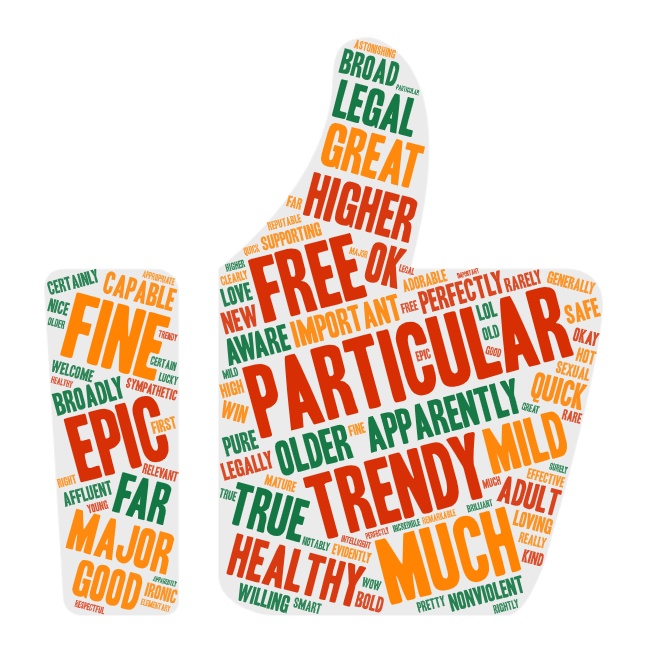 ASTONISHING
BROAD
PARTICULAR
LEGAL
GREAT
HIGHER
FAR
REPUTABLE
QUICK SUPPORTING
MAJOR
OK
LEGAL
HIGHER
CLEARLY
FREE
LOVE
NEW
IMPORTANT
AWARE
ADORABLE
IMPORTANT
FREE
PERFECTLY
RARELY
GENERALLY
LOL
OLD
GOOD
EPIC
SAFE
OKAY
HOT
SEXUAL
MILD
HIGH
WIN
PARTICULAR
QUICK
RARE
GREAT
PURE
LEGALLY
OLDER
FINE
APPARENTLY
MILD
SURELY
EFFECTIVE
MATURE
TRUE
TRUE
TRENDY
MUCH
ADULT
BRILLIANT
LOVING
REALLY
KIND
NOTABLY
PERFECTLY
INCREDIBLE
REMARKABLE
INTELLIGENT
EVIDENTLY
HEALTHY
MUCH
WOW
BOLD
WILLING
SMART
PRETTY
NONVIOLENT
RIGHTLY
CERTAINLY
APPROPRIATE
CAPABLE
NICE
OLDER
FINE
TRENDY
CERTAIN
LUCKY
WELCOME
HEALTHY
BROADLY
SYMPATHETIC
EPIC
FIRST
RELEVANT
RIGHT
AFFLUENT
YOUNG
FAR
MAJOR
GOOD
APPARENTLY
IRONIC
ELEMENTARY
RESPECTFUL